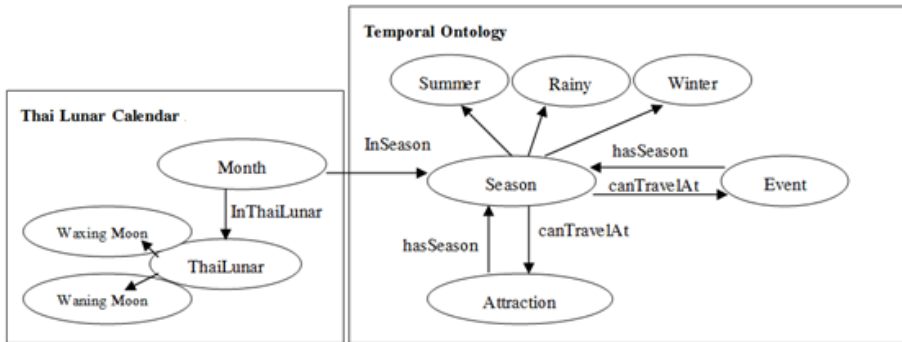 Temporal Ontology
Summer
Rainy
Winter
Thai Lunar Calendar
InSeason
hasSeason
Month
Season
canTravelAt
Event
InThaiLunar
Waxing Moon
canTravelAt
hasSeason
ThaiLunar
Waning Moon
Attraction